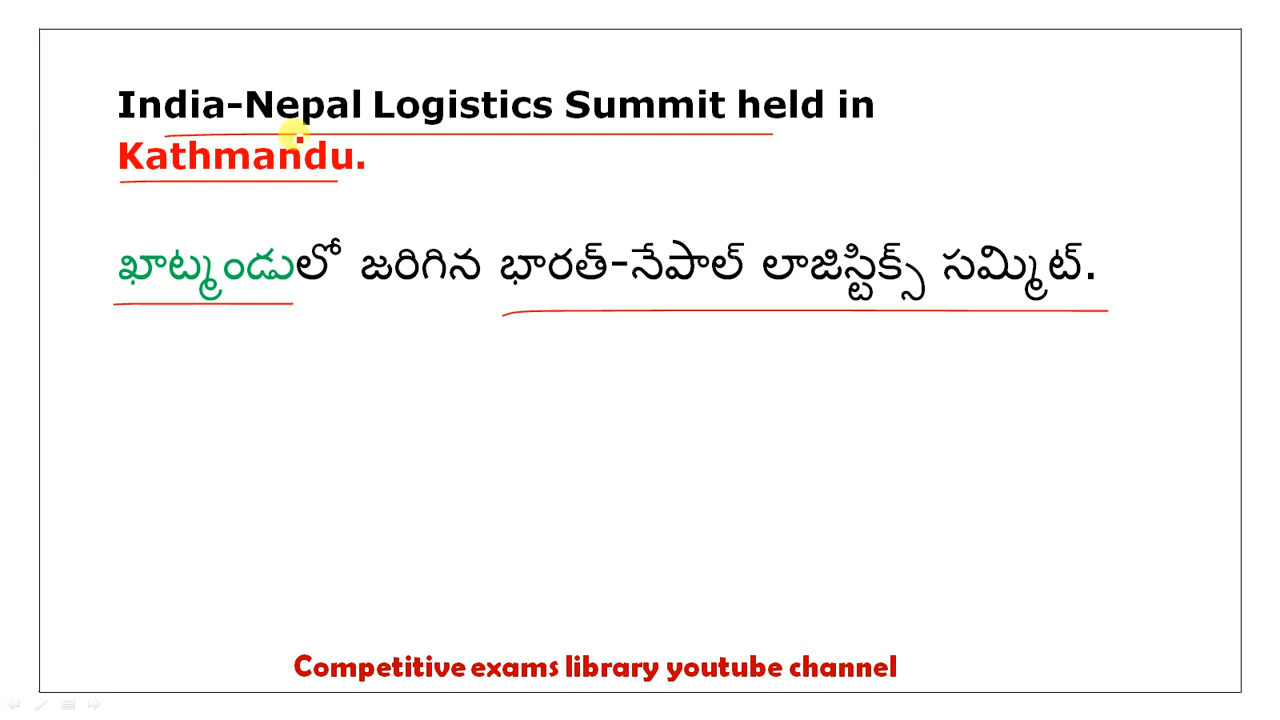 India-Nepal Logistics Summit held in
Kathmandu.
ఖాట్మండులో జరిగిన భారత్-నేపాల్ లాజిస్టిక్స్ సమ్మిట్.
Competitive exams library youtube channel